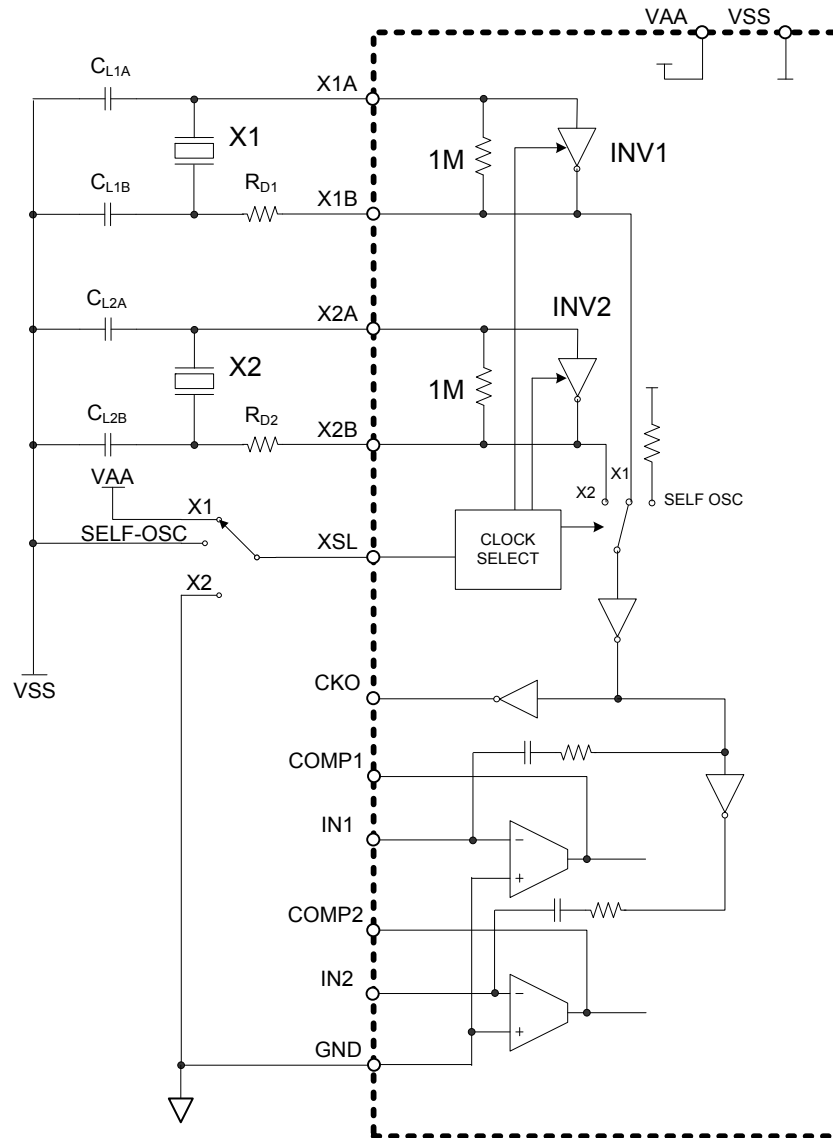 VAA VSS
CL1A
X1A
X1
1M
INV1
CL1B
RD1
X1B
CL2A
X2A
INV2
X2
1M
CL2B
RD2
X2B
VAA
X1
X2
X1
SELF OSC
SELF-OSC
XSL
CLOCK
SELECT
X2
VSS
CKO
COMP1
IN1
−
+
COMP2
IN2
−
+
GND